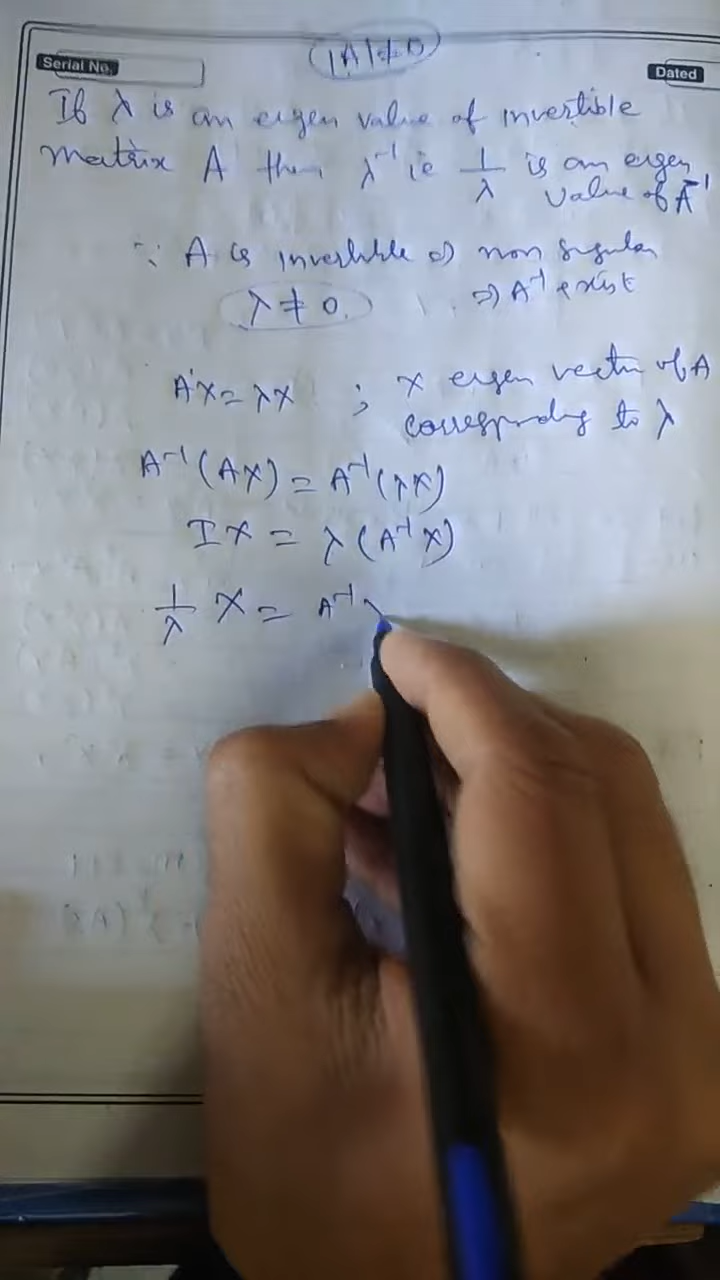 |A|≠0
Serial No.
Dated
If λ is an eigen value of invertible
matrix A then λ⁻¹ ie 1/λ is an eigen
value of A⁻¹
∵ A is invertible or non singular
λ ≠ 0. ⇒ A⁻¹ exist
AX = λX ; X eigen vector of A
corresponding to λ
A⁻¹(AX) = A⁻¹(λX)
IX = λ(A⁻¹X)
1/λ X = A⁻¹